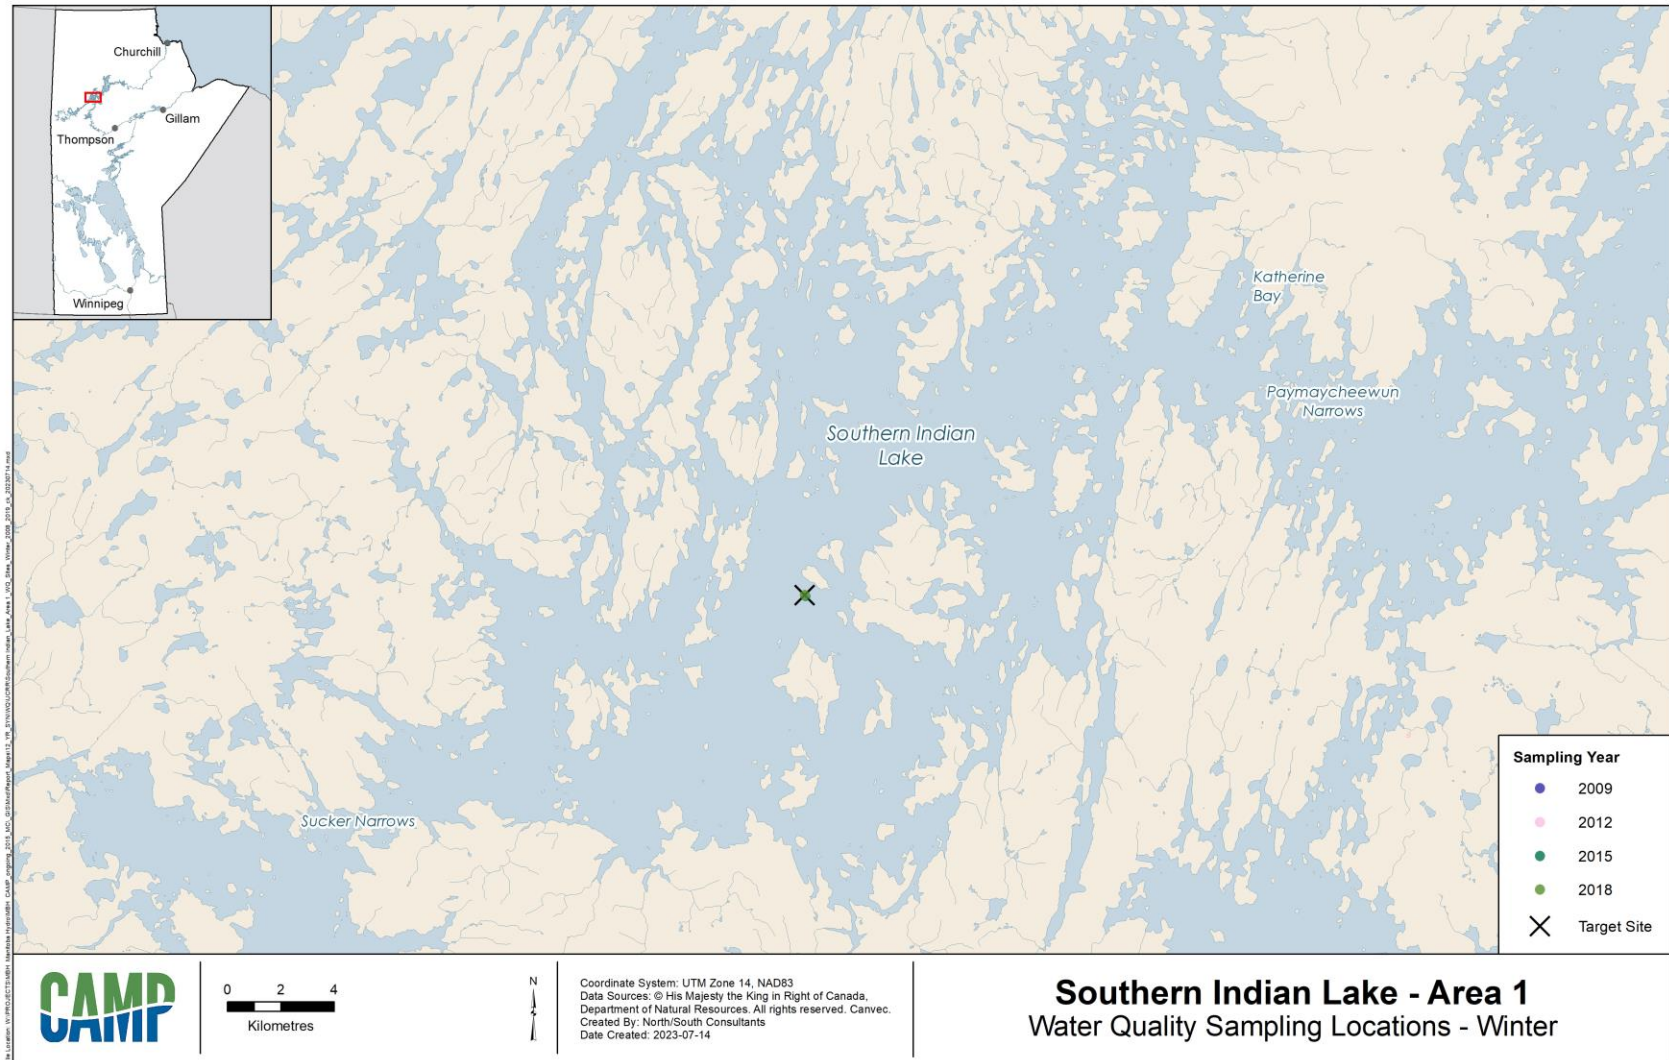 Churchill
Gillam
Thompson
Winnipeg
Katherine
Bay
Paymaycheewun
Narrows
Southern Indian
Lake
Sucker Narrows
Sampling Year
2009
2012
2015
2018
Target Site
CAMP
0 2 4
Kilometres
N
Coordinate System: UTM Zone 14, NAD83
Data Sources: © His Majesty the King in Right of Canada,
Department of Natural Resources. All rights reserved. Canvec.
Created By: North/South Consultants
Date Created: 2023-07-14
Southern Indian Lake - Area 1
Water Quality Sampling Locations - Winter